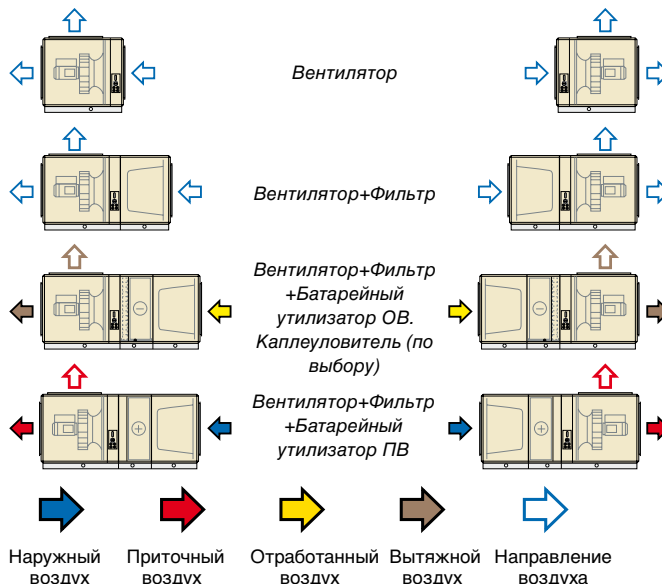 Вентилятор
Вентилятор+Фильтр
Вентилятор+Фильтр
+Батарейный
утилизатор ОВ.
Каплеуловитель (по
выбору)
Вентилятор+Фильтр
+Батарейный
утилизатор ПВ
Наружный
воздух
Приточный
воздух
Отработанный
воздух
Вытяжной
воздух
Направление
воздуха